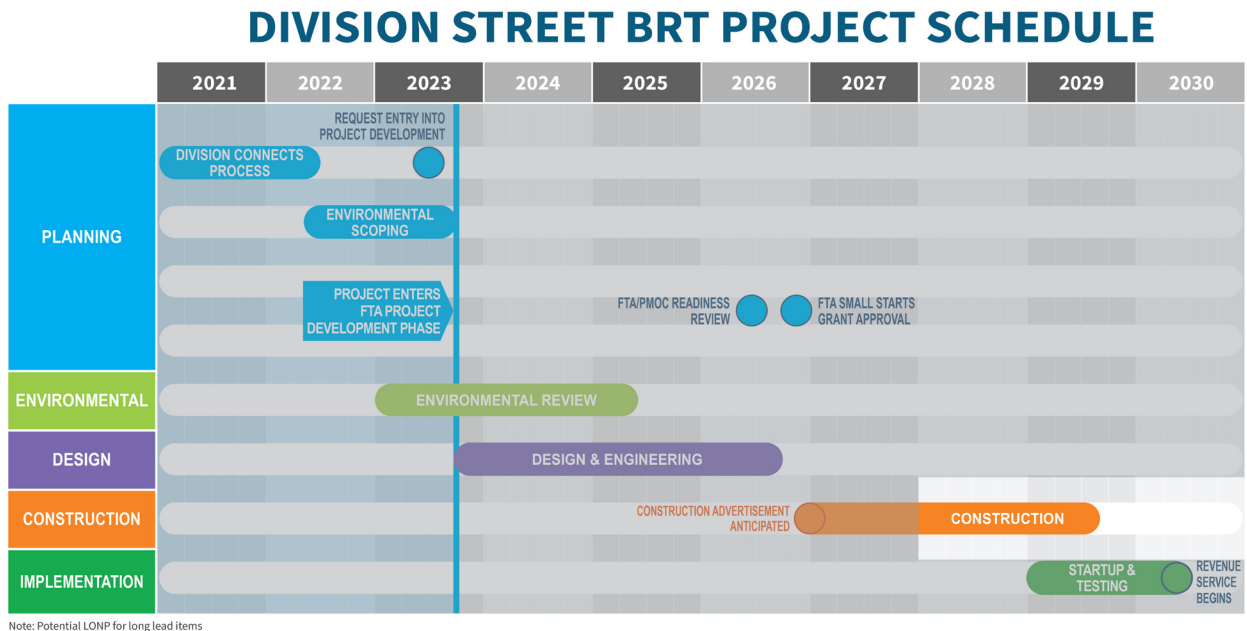 DIVISION STREET BRT PROJECT SCHEDULE
2021 2022 2023 2024 2025 2026 2027 2028 2029 2030
PLANNING
REQUEST ENTRY INTO
PROJECT DEVELOPMENT
DIVISION CONNECTS
PROCESS
ENVIRONMENTAL
SCOPING
PROJECT ENTERS
FTA PROJECT
DEVELOPMENT PHASE
FTA/PMOC READINESS
REVIEW
FTA SMALL STARTS
GRANT APPROVAL
ENVIRONMENTAL
ENVIRONMENTAL REVIEW
DESIGN
DESIGN & ENGINEERING
CONSTRUCTION
CONSTRUCTION ADVERTISEMENT
ANTICIPATED
CONSTRUCTION
IMPLEMENTATION
STARTUP &
TESTING
REVENUE
SERVICE
BEGINS
Note: Potential LONP for long lead items